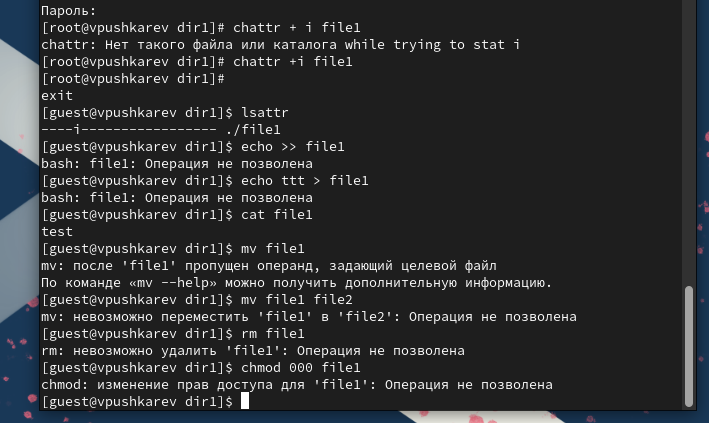 Пароль:
[root@vpushkarev dir1]# chattr + i file1
chattr: Нет такого файла или каталога while trying to stat i
[root@vpushkarev dir1]# chattr +i file1
[root@vpushkarev dir1]#
exit
[guest@vpushkarev dir1]$ lsattr
----i----------------- ./file1
[guest@vpushkarev dir1]$ echo >> file1
bash: file1: Операция не позволена
[guest@vpushkarev dir1]$ echo ttt > file1
bash: file1: Операция не позволена
[guest@vpushkarev dir1]$ cat file1
test
[guest@vpushkarev dir1]$ mv file1
mv: после 'file1' пропущен операнд, задающий целевой файл
По команде «mv --help» можно получить дополнительную информацию.
[guest@vpushkarev dir1]$ mv file1 file2
mv: невозможно переместить 'file1' в 'file2': Операция не позволена
[guest@vpushkarev dir1]$ rm file1
rm: невозможно удалить 'file1': Операция не позволена
[guest@vpushkarev dir1]$ chmod 000 file1
chmod: изменение прав доступа для 'file1': Операция не позволена
[guest@vpushkarev dir1]$